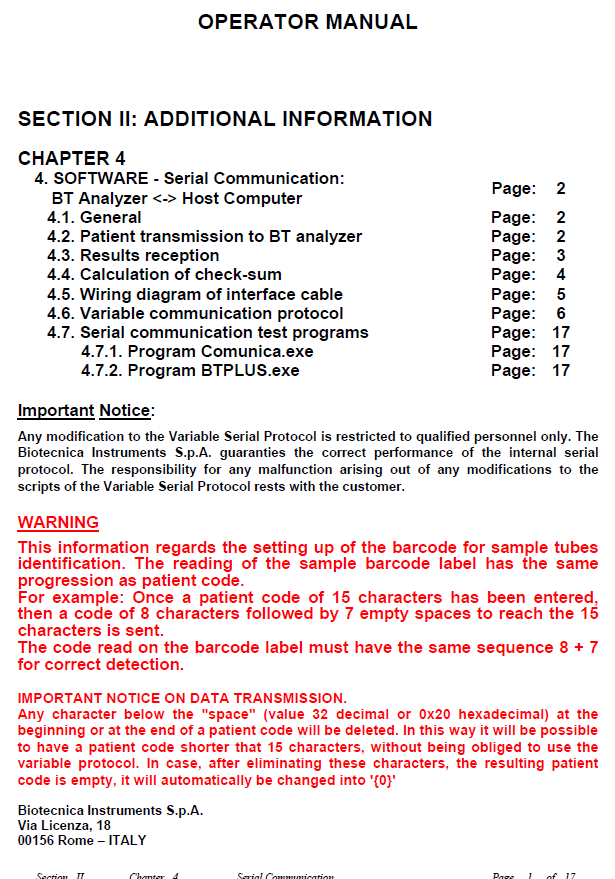 OPERATOR MANUAL
SECTION II: ADDITIONAL INFORMATION
CHAPTER 4
4. SOFTWARE - Serial Communication:
BT Analyzer <-> Host Computer Page: 2
4.1. General Page: 2
4.2. Patient transmission to BT analyzer Page: 2
4.3. Results reception Page: 3
4.4. Calculation of check-sum Page: 4
4.5. Wiring diagram of interface cable Page: 5
4.6. Variable communication protocol Page: 6
4.7. Serial communication test programs Page: 17
4.7.1. Program Comunica.exe Page: 17
4.7.2. Program BTPLUS.exe Page: 17
Important Notice:
Any modification to the Variable Serial Protocol is restricted to qualified personnel only. The
Biotecnica Instruments S.p.A. guaranties the correct performance of the internal serial
protocol. The responsibility for any malfunction arising out of any modifications to the
scripts of the Variable Serial Protocol rests with the customer.
WARNING
This information regards the setting up of the barcode for sample tubes
identification. The reading of the sample barcode label has the same
progression as patient code.
For example: Once a patient code of 15 characters has been entered,
then a code of 8 characters followed by 7 empty spaces to reach the 15
characters is sent.
The code read on the barcode label must have the same sequence 8 + 7
for correct detection.
IMPORTANT NOTICE ON DATA TRANSMISSION.
Any character below the "space" (value 32 decimal or 0x20 hexadecimal) at the
beginning or at the end of a patient code will be deleted. In this way it will be possible
to have a patient code shorter that 15 characters, without being obliged to use the
variable protocol. In case, after eliminating these characters, the resulting patient
code is empty, it will automatically be changed into '{0}'
Biotecnica Instruments S.p.A.
Via Licenza, 18
00156 Rome – ITALY
Section II Chapter 4 Serial Communication Page 1 of 17